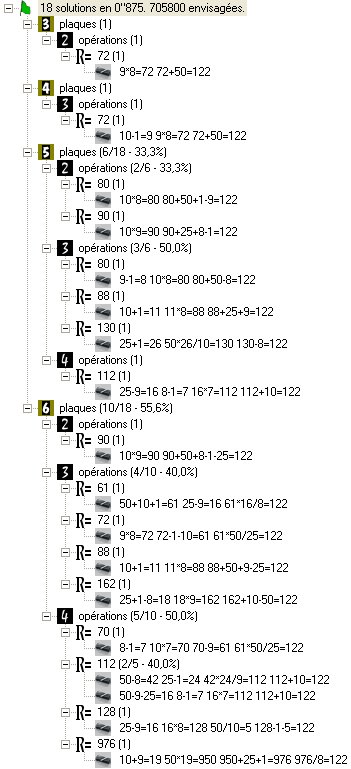 18 solutions en 0''875. 705800 envisagées.
3 plaques (1)
2 opérations (1)
R= 72 (1)
9*8=72 72+50=122
4 plaques (1)
3 opérations (1)
R= 72 (1)
10-1=9 9*8=72 72+50=122
5 plaques (6/18 - 33,3%)
2 opérations (2/6 - 33,3%)
R= 80 (1)
10*8=80 80+50+1-9=122
R= 90 (1)
10*9=90 90+25+8-1=122
3 opérations (3/6 - 50,0%)
R= 80 (1)
9-1=8 10*8=80 80+50-8=122
R= 88 (1)
10+1=11 11*8=88 88+25+9=122
R= 130 (1)
25+1=26 50*26/10=130 130-8=122
4 opérations (1)
R= 112 (1)
25-9=16 8-1=7 16*7=112 112+10=122
6 plaques (10/18 - 55,6%)
2 opérations (1)
R= 90 (1)
10*9=90 90+50+8-1-25=122
3 opérations (4/10 - 40,0%)
R= 61 (1)
50+10+1=61 25-9=16 61*16/8=122
R= 72 (1)
9*8=72 72-1-10=61 61*50/25=122
R= 88 (1)
10+1=11 11*8=88 88+50+9-25=122
R= 162 (1)
25+1-8=18 18*9=162 162+10-50=122
4 opérations (5/10 - 50,0%)
R= 70 (1)
8-1=7 10*7=70 70-9=61 61*50/25=122
R= 112 (2/5 - 40,0%)
50-8=42 25-1=24 42*24/9=112 112+10=122
50-9-25=16 8-1=7 16*7=112 112+10=122
R= 128 (1)
25-9=16 16*8=128 50/10=5 128-1-5=122
R= 976 (1)
10+9=19 50*19=950 950+25+1=976 976/8=122